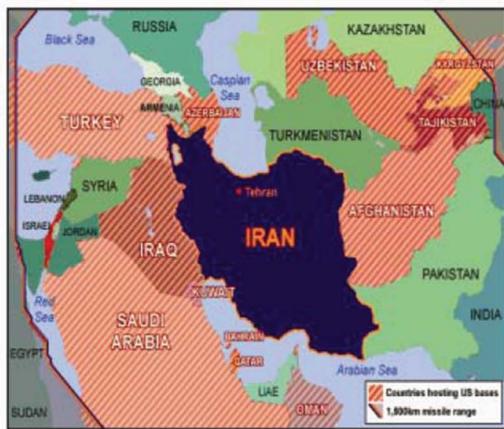 RUSSIA
KAZAKHSTAN
Black Sea
GEORGIA
Caspian
Sea
UZBEKISTAN
KYRGYZSTAN
ARMENIA
AZERBAIJAN
CHINA
TURKEY
TURKMENISTAN
TAJIKISTAN
SYRIA
Tehran
LEBANON
AFGHANISTAN
ISRAEL
IRAN
JORDAN
IRAQ
PAKISTAN
KUWAIT
INDIA
Red
Sea
SAUDI
ARABIA
BAHRAIN
EGYPT
QATAR
Arabian Sea
UAE
Countries hosting US bases
SUDAN
OMAN
1,800km missile range